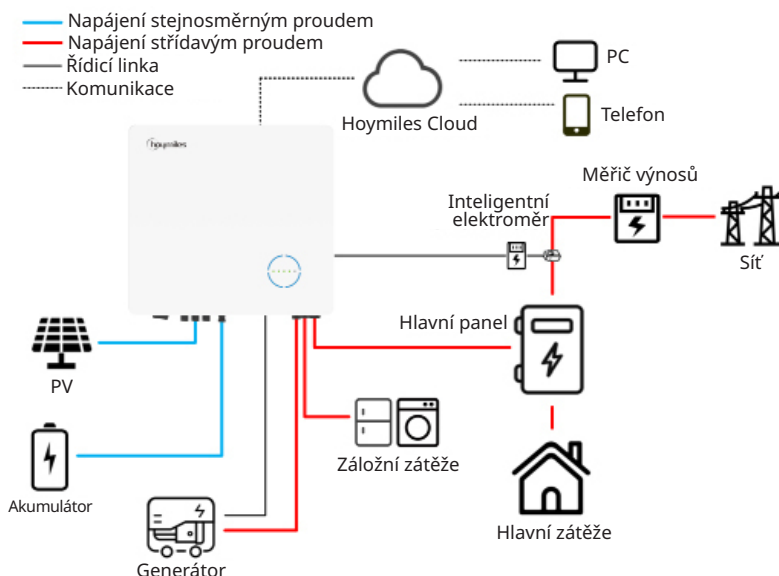 Napájení stejnosměrným proudem
Napájení střídavým proudem
Řídicí linka
Komunikace
PC
Hoymiles Cloud
Telefon
hoymiles
Měřič výnosů
Inteligentní
elektroměr
Síť
Hlavní panel
PV
Záložní zátěže
Akumulátor
Hlavní zátěže
Generátor